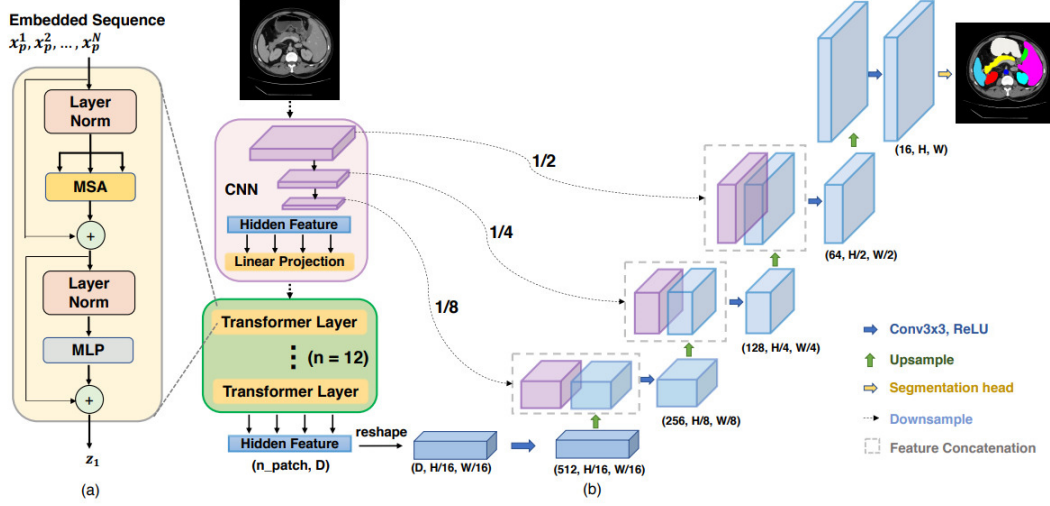 Embedded Sequence
x_p^1, x_p^2, ..., x_p^N
Layer
Norm
MSA
+
Layer
Norm
MLP
+
z_1
(a)
CNN
Hidden Feature
Linear Projection
Transformer Layer
(n = 12)
Transformer Layer
Hidden Feature
(n_patch, D)
reshape
(D, H/16, W/16)
(512, H/16, W/16)
(b)
1/2
1/4
1/8
(256, H/8, W/8)
(128, H/4, W/4)
(64, H/2, W/2)
(16, H, W)
Conv3x3, ReLU
Upsample
Segmentation head
Downsample
Feature Concatenation